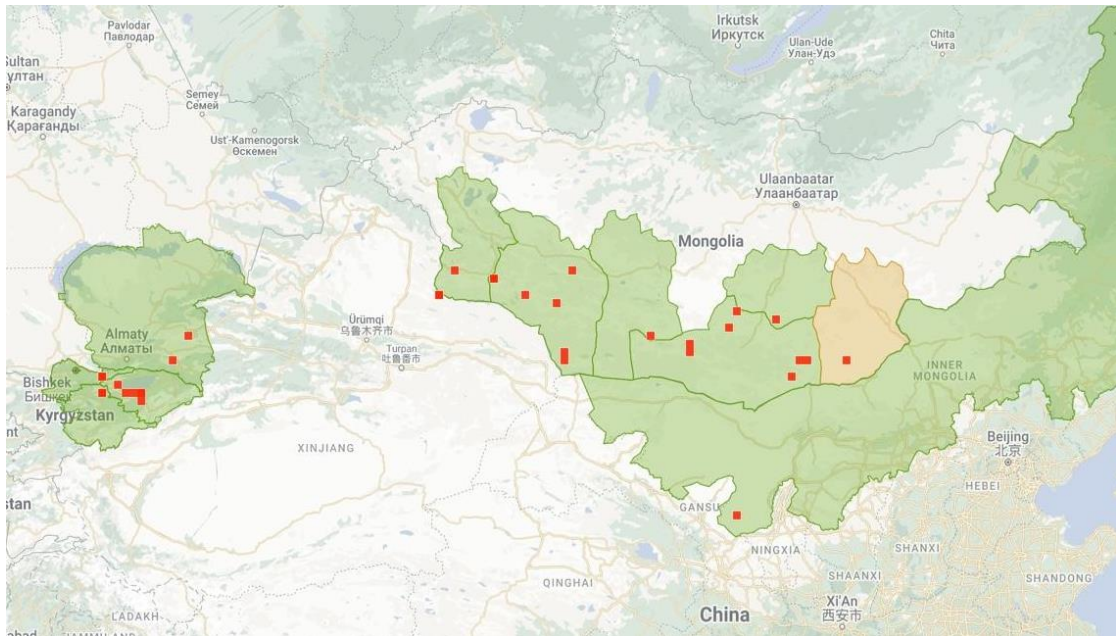 Pavlodar
Павлодар
Irkutsk
Иркутск
Ulan-Ude
Улан-Удэ
Chita
Чита
Sultan
ултан
Semey
Семей
Karagandy
Қарағанды
Ust'-Kamenogorsk
Өскемен
Ulaanbaatar
Улаанбаатар
Mongolia
Ürümqi
乌鲁木齐市
Almaty
Алматы
Turpan
吐鲁番市
Bishkek
Бишкек
INNER
MONGOLIA
Kyrgyzstan
Beijing
北京
XINJIANG
HEBEI
stan
GANSU
NINGXIA
SHANXI
QINGHAI
SHAANXI
SHANDONG
Xi'An
西安市
China
LADAKH